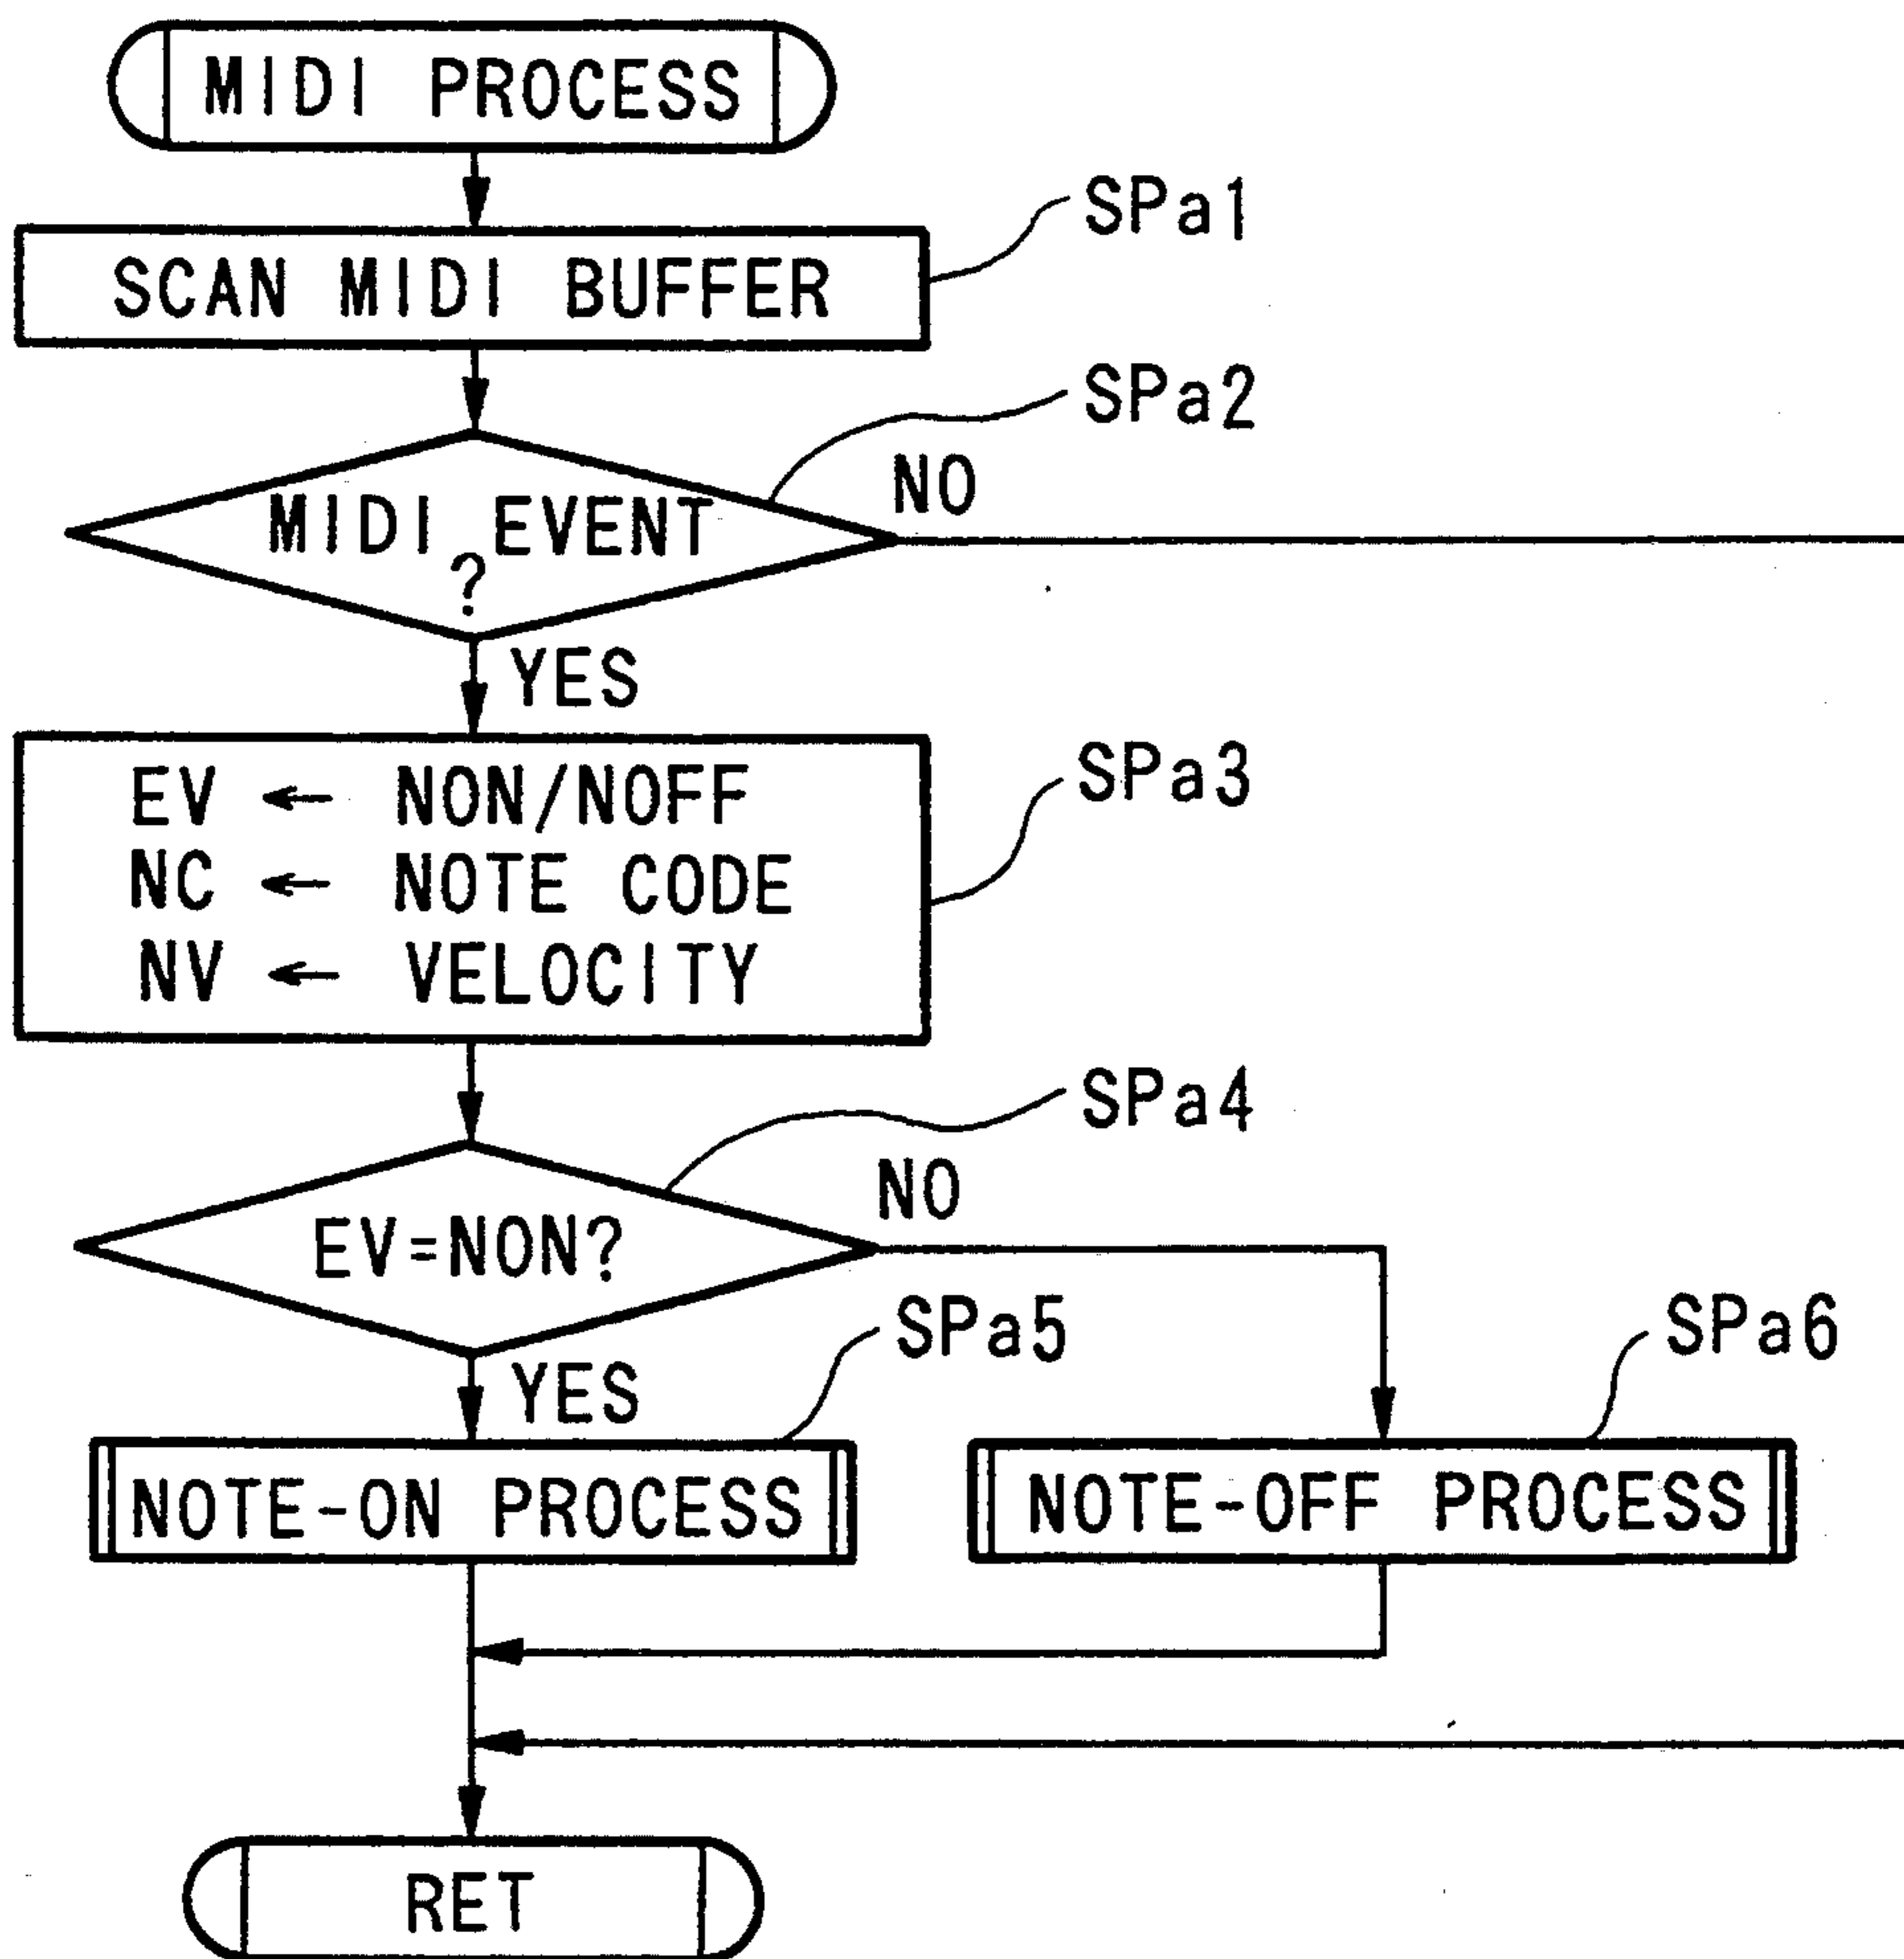 MIDI PROCESS
SPa1
SCAN MIDI BUFFER
SPa2
NO
MIDI EVENT
?
YES
SPa3
EV ← NON/NOFF
NC ← NOTE CODE
NV ← VELOCITY
SPa4
NO
EV=NON?
SPa5
SPa6
YES
NOTE-ON PROCESS
NOTE-OFF PROCESS
RET